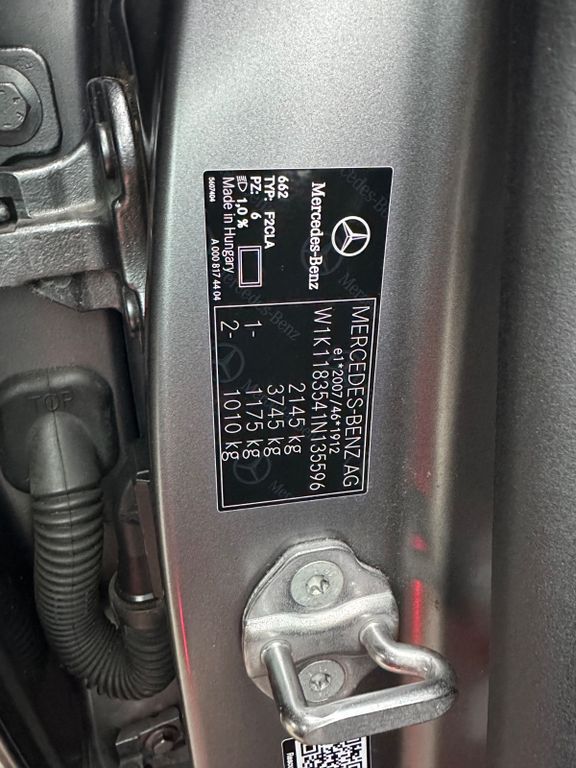 Mercedes-Benz
662
TYP: F2CLA
PZ: 6
1,0 %
Made in Hungary
5607404
A 000 817 44 04
MERCEDES-BENZ AG
e1*2007/46*1912
W1K1183541N135596
2145 kg
3745 kg
1- 1175 kg
2- 1010 kg
TOP